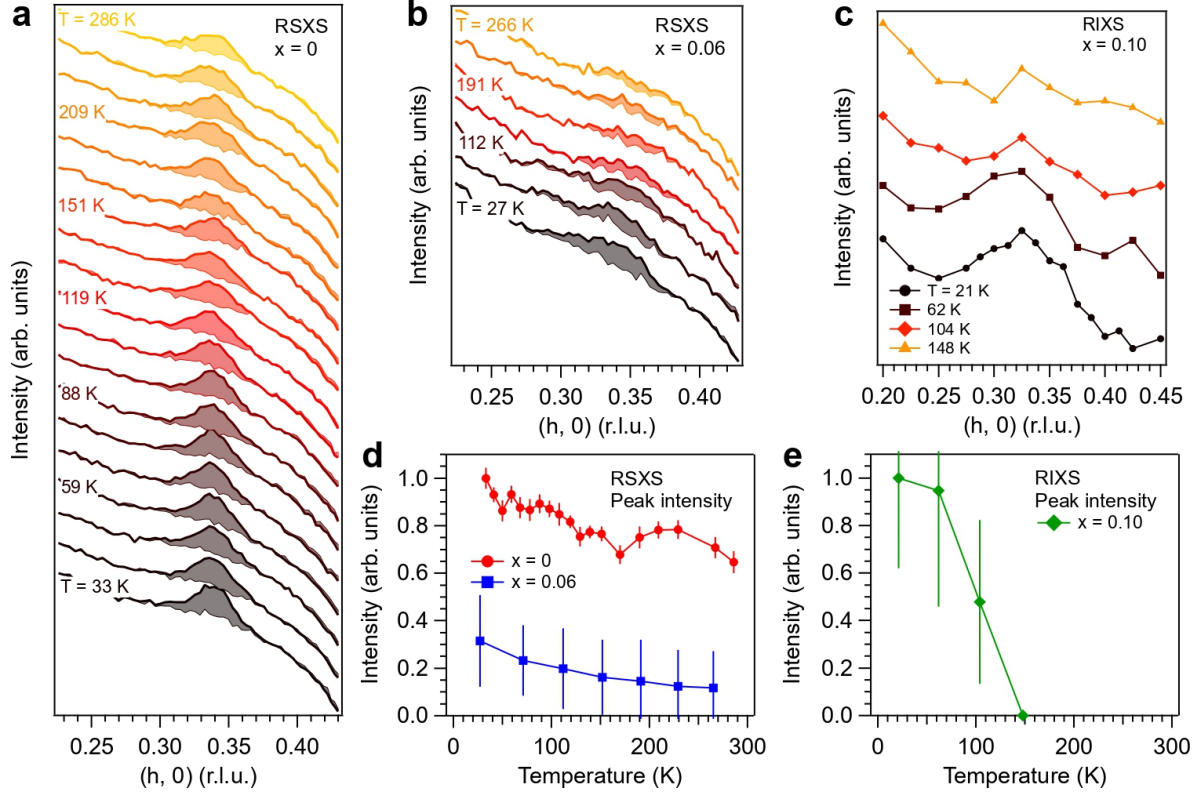 a
T = 286 K
RSXS
x = 0
209 K
151 K
119 K
88 K
59 K
T = 33 K
Intensity (arb. units)
0.25 0.30 0.35 0.40
(h, 0) (r.l.u.)
b
T = 266 K
RSXS
x = 0.06
191 K
112 K
T = 27 K
Intensity (arb. units)
0.25 0.30 0.35 0.40
(h, 0) (r.l.u.)
c
RIXS
x = 0.10
T = 21 K
62 K
104 K
148 K
Intensity (arb. units)
0.20 0.25 0.30 0.35 0.40 0.45
(h, 0) (r.l.u.)
d
RSXS
Peak intensity
x = 0
x = 0.06
1.0
0.8
0.6
0.4
0.2
0.0
Intensity (arb. units)
0 100 200 300
Temperature (K)
e
RIXS
Peak intensity
x = 0.10
1.0
0.8
0.6
0.4
0.2
0.0
Intensity (arb. units)
0 100 200 300
Temperature (K)